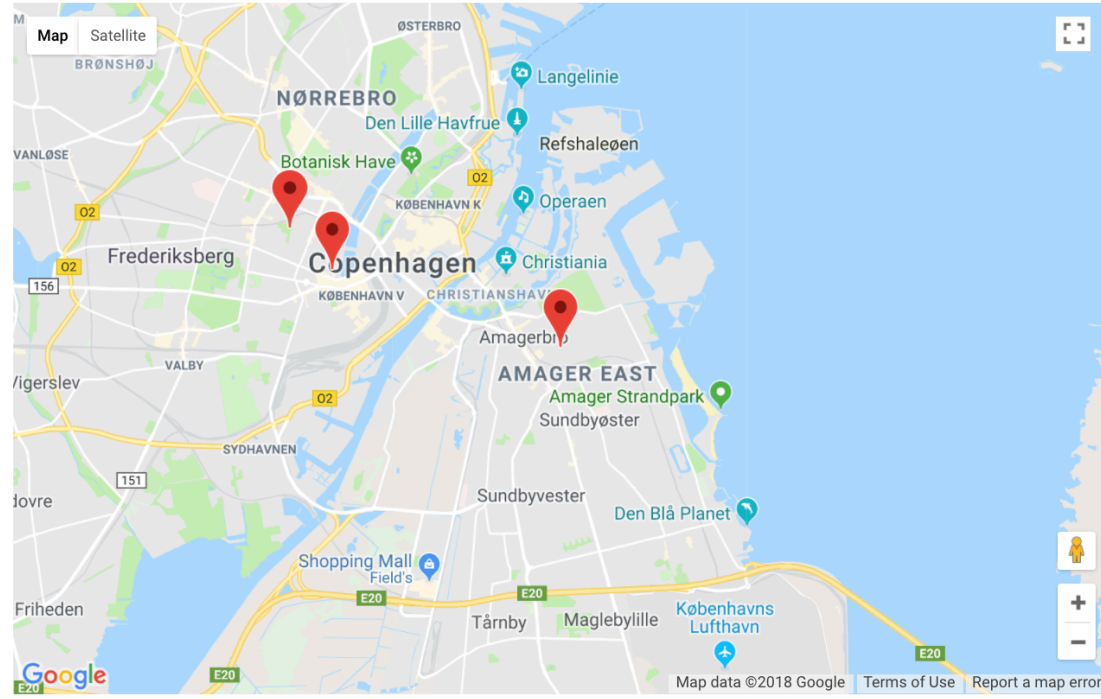 M
Map Satellite
ØSTERBRO
BRØNSHØJ
Langelinie
NØRREBRO
Den Lille Havfrue
Refshaleøen
VANLØSE
Botanisk Have
O2
KØBENHAVN K
Operaen
O2
Frederiksberg
Copenhagen
Christiania
O2
156
KØBENHAVN V
CHRISTIANSHAV
Amagerbro
VALBY
AMAGER EAST
Vigerslev
Amager Strandpark
O2
Sundbyøster
SYDHAVNEN
151
dovre
Sundbyvester
Den Blå Planet
Shopping Mall
Field's
E20
E20
Friheden
Tårnby
Maglebylille
Københavns
Lufthavn
E20
E20
Google
E20
Map data ©2018 Google Terms of Use Report a map error